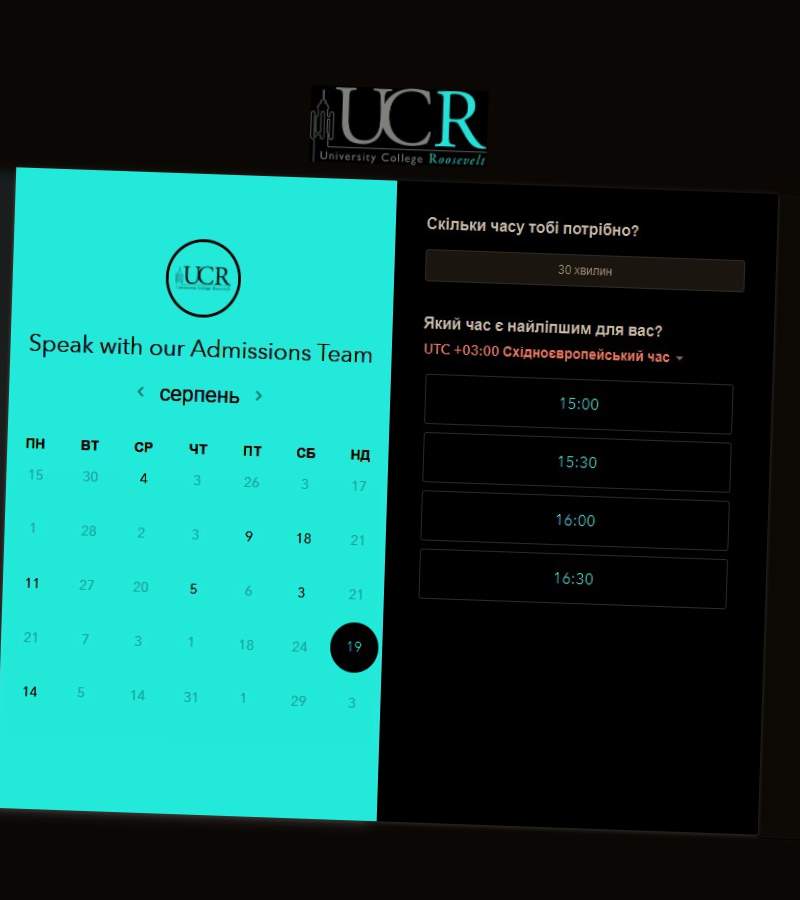 UCR
University College Roosevelt
UCR
Speak with our Admissions Team
серпень
ПН ВТ СР ЧТ ПТ СБ НД
15 30 4 3 26 3 17
1 28 2 3 9 18 21
11 27 20 5 6 3 21
21 7 3 1 18 24 19
14 5 14 31 1 29 3
Скільки часу тобі потрібно?
30 хвилин
Який час є найліпшим для вас?
UTC +03:00 Східноєвропейський час
15:00
15:30
16:00
16:30